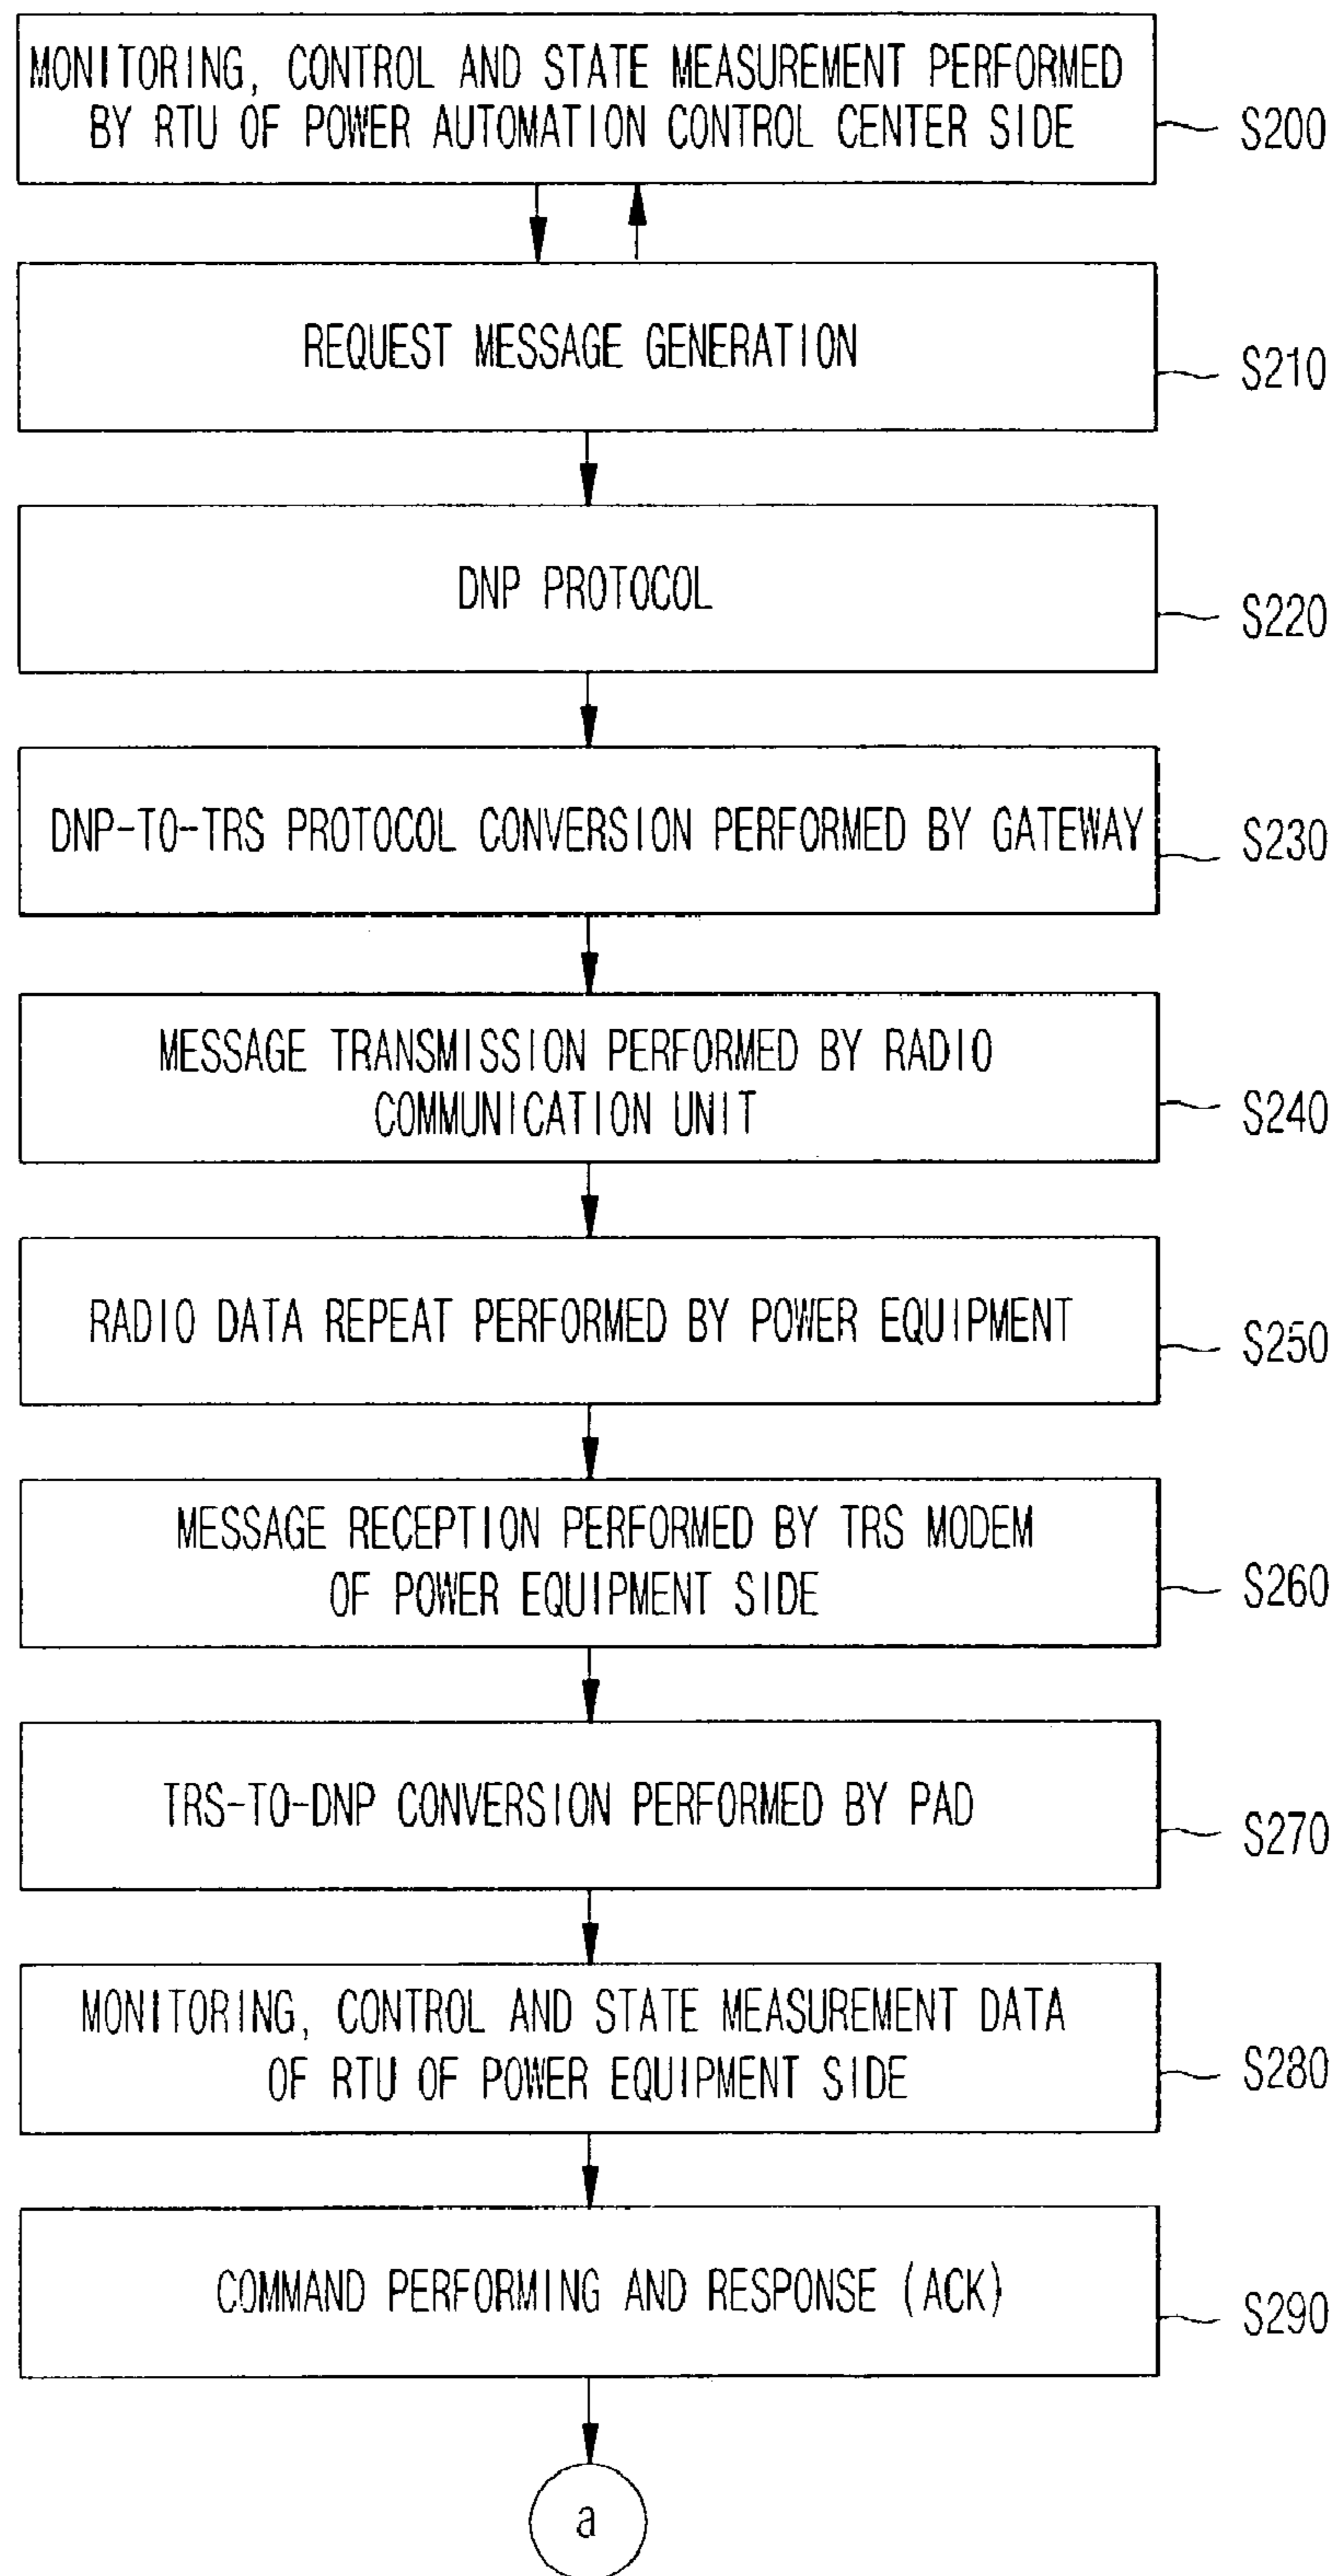 MONITORING, CONTROL AND STATE MEASUREMENT PERFORMED
BY RTU OF POWER AUTOMATION CONTROL CENTER SIDE
S200
REQUEST MESSAGE GENERATION
S210
DNP PROTOCOL
S220
DNP-TO-TRS PROTOCOL CONVERSION PERFORMED BY GATEWAY
S230
MESSAGE TRANSMISSION PERFORMED BY RADIO
COMMUNICATION UNIT
S240
RADIO DATA REPEAT PERFORMED BY POWER EQUIPMENT
S250
MESSAGE RECEPTION PERFORMED BY TRS MODEM
OF POWER EQUIPMENT SIDE
S260
TRS-TO-DNP CONVERSION PERFORMED BY PAD
S270
MONITORING, CONTROL AND STATE MEASUREMENT DATA
OF RTU OF POWER EQUIPMENT SIDE
S280
COMMAND PERFORMING AND RESPONSE (ACK)
S290
a